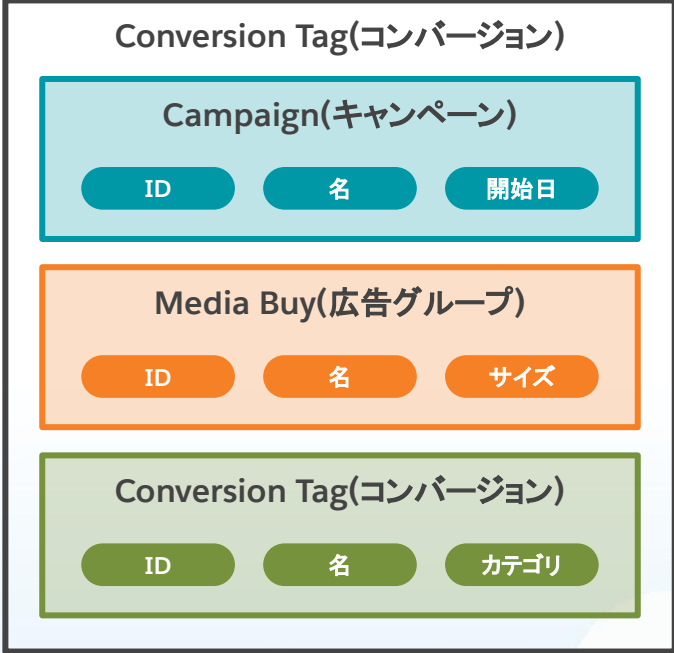 Conversion Tag(コンバージョン)
Campaign(キャンペーン)
ID 名 開始日
Media Buy(広告グループ)
ID 名 サイズ
Conversion Tag(コンバージョン)
ID 名 カテゴリ